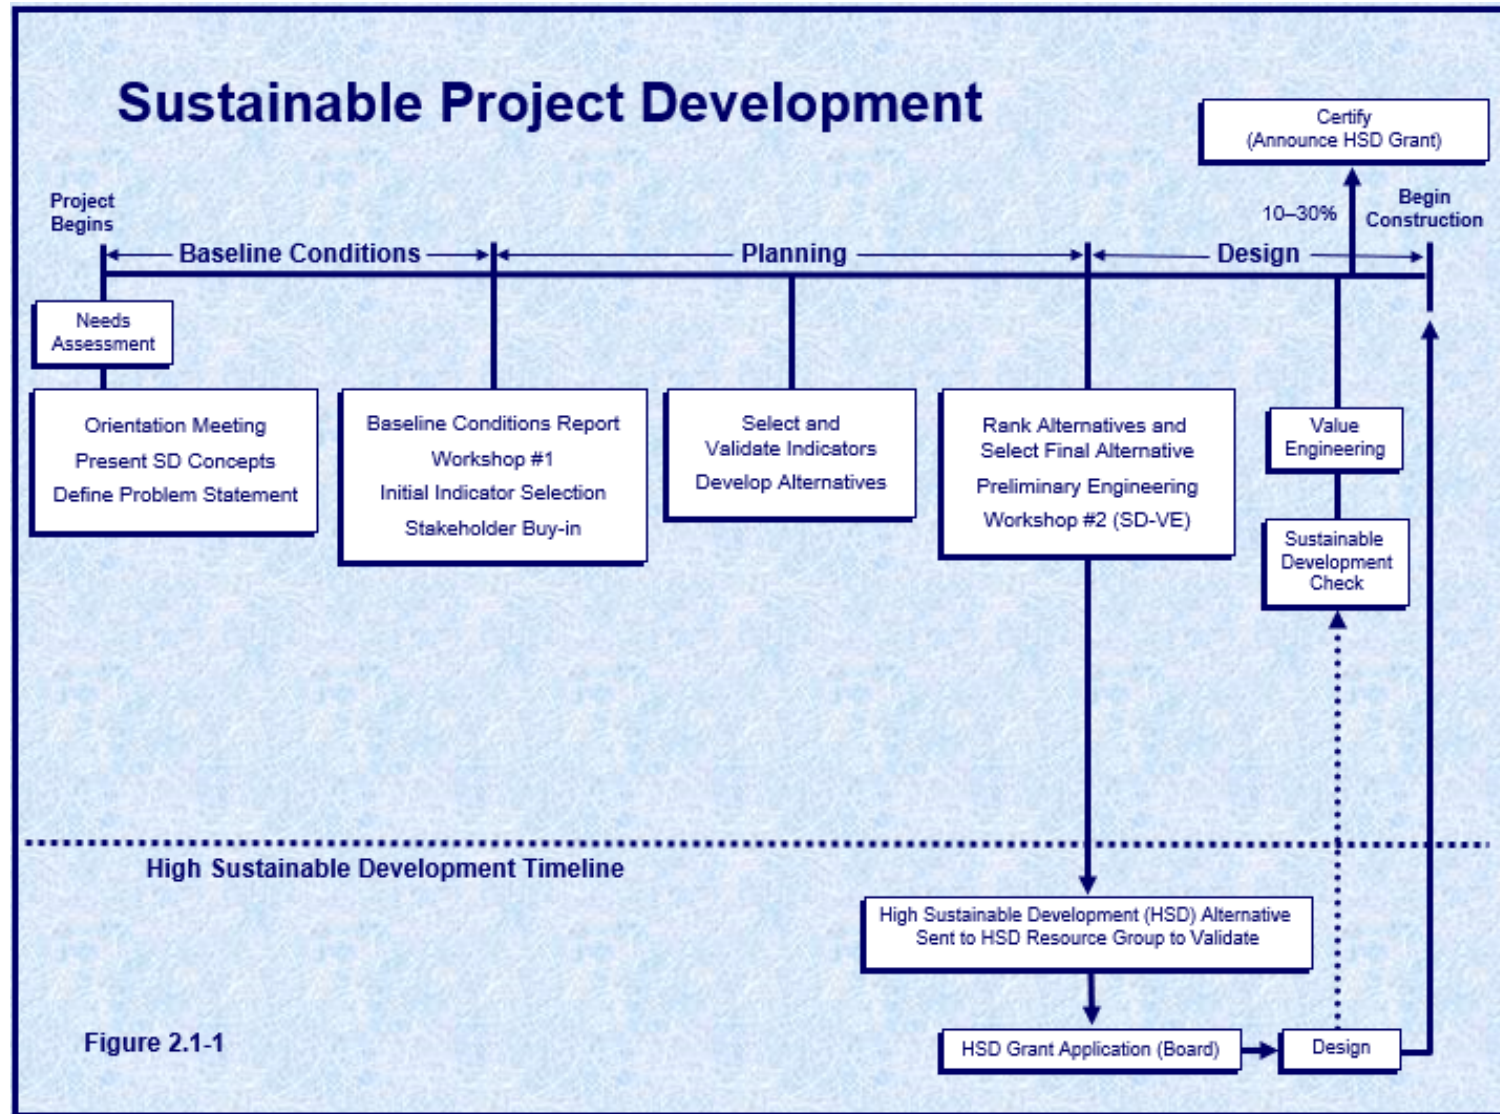 Sustainable Project Development
Certify
(Announce HSD Grant)
Project
Begins
10–30%
Begin
Construction
Baseline Conditions
Planning
Design
Needs
Assessment
Orientation Meeting
Present SD Concepts
Define Problem Statement
Baseline Conditions Report
Workshop #1
Initial Indicator Selection
Stakeholder Buy-in
Select and
Validate Indicators
Develop Alternatives
Rank Alternatives and
Select Final Alternative
Preliminary Engineering
Workshop #2 (SD-VE)
Value
Engineering
Sustainable
Development
Check
High Sustainable Development Timeline
High Sustainable Development (HSD) Alternative
Sent to HSD Resource Group to Validate
HSD Grant Application (Board)
Design
Figure 2.1-1